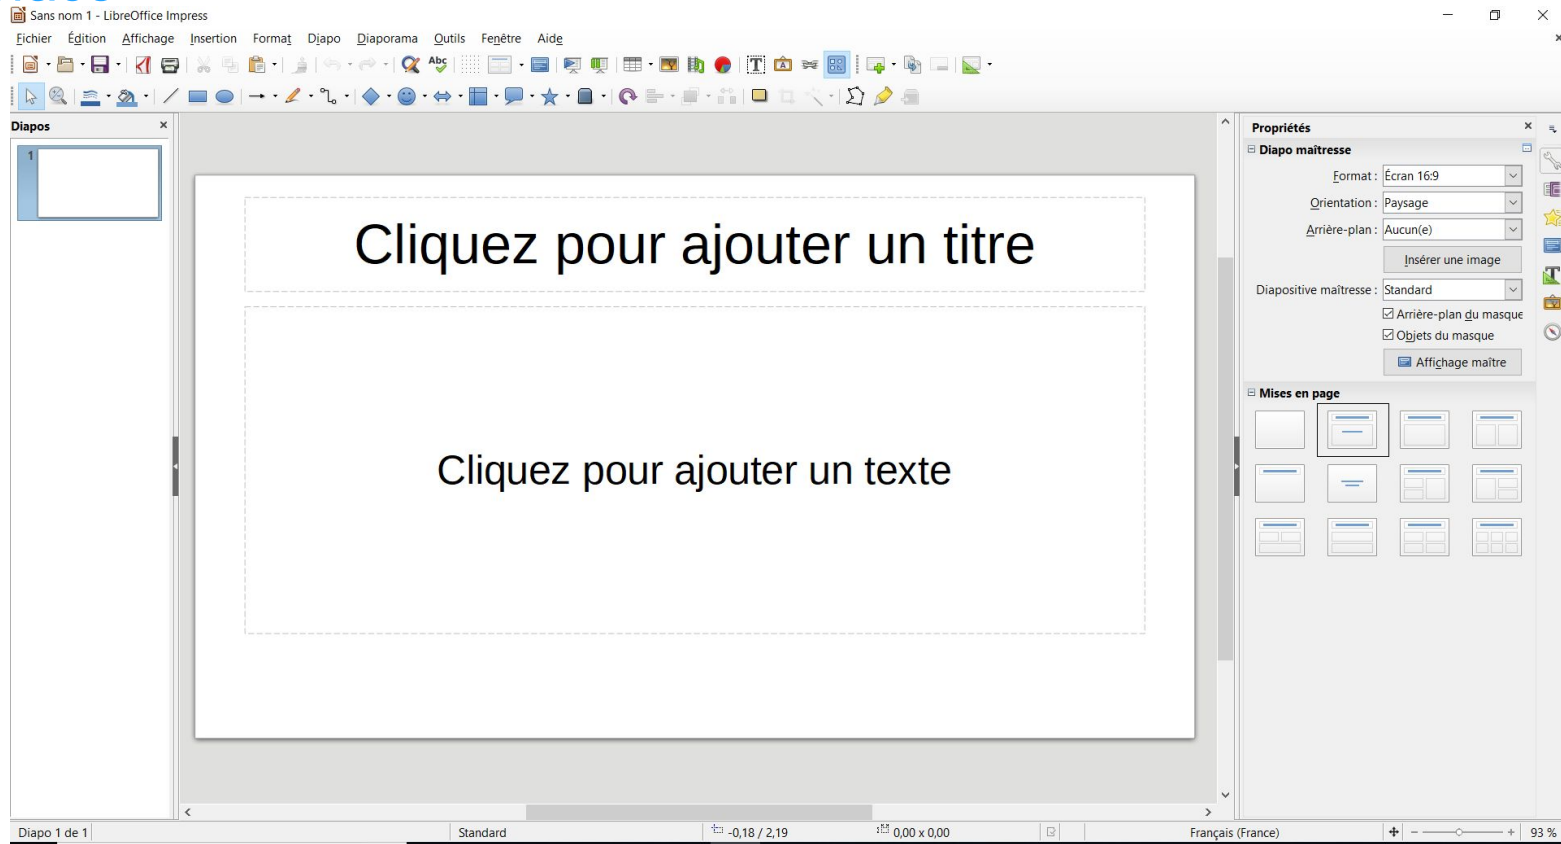 Sans nom 1 - LibreOffice Impress
Fichier Édition Affichage Insertion Format Diapo Diaporama Outils Fenêtre Aide
Abc
Diapos
1
Cliquez pour ajouter un titre
Cliquez pour ajouter un texte
Propriétés
Diapo maîtresse
Format : Écran 16:9
Orientation : Paysage
Arrière-plan : Aucun(e)
Insérer une image
Diapositive maîtresse : Standard
Arrière-plan du masque
Objets du masque
Affichage maître
Mises en page
Diapo 1 de 1 Standard -0,18 / 2,19 0,00 x 0,00 Français (France) 93 %